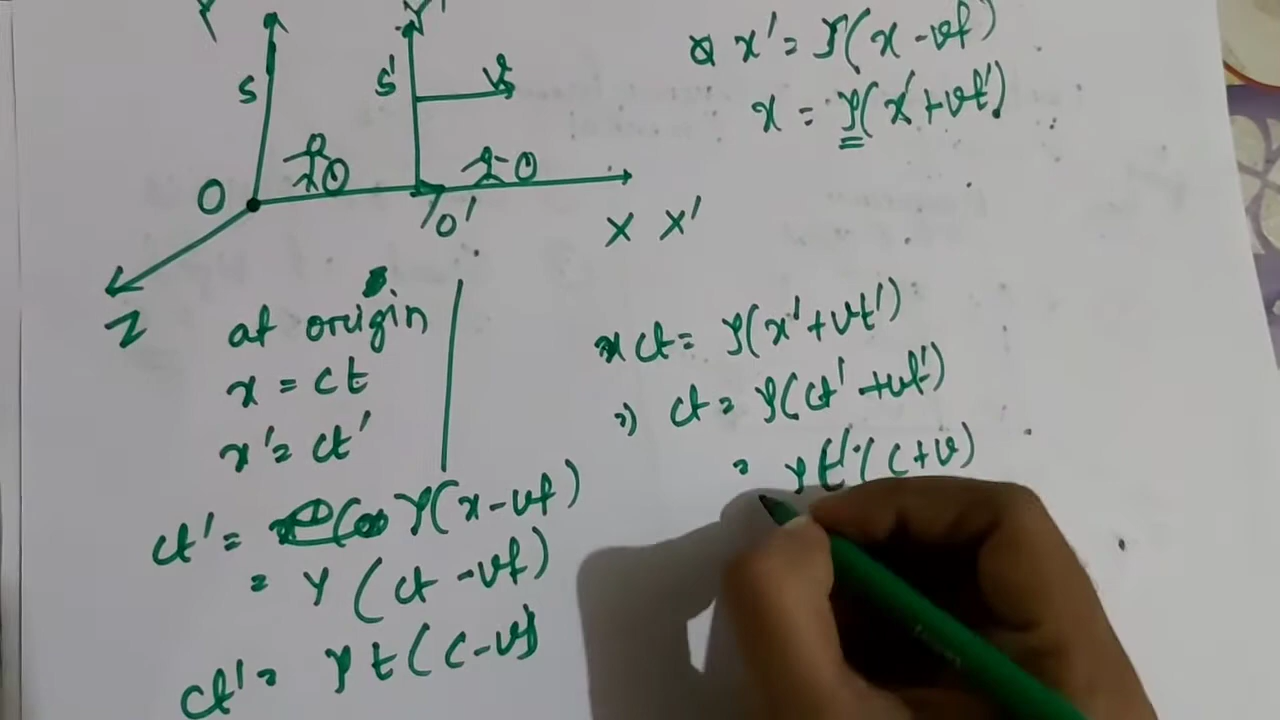 Y Y'
S S' v
O O'
X X'
Z
x' = γ(x - vt)
x = γ(x' + vt')
at origin
x = ct
x' = ct'
ct' = γ(x - vt)
= γ(ct - vt)
ct' = γt(c - v)
ct = γ(x' + vt')
⇒ ct = γ(ct' + vt')
= γt'(c + v)